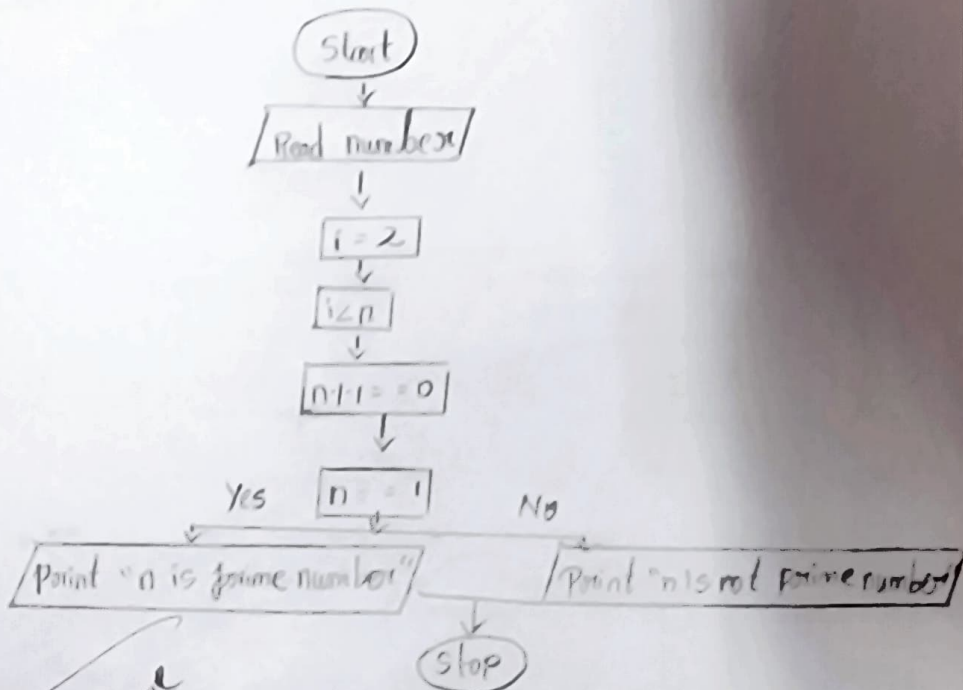 Start
Read number
i = 2
i < n
n % i = = 0
n = = 1
Yes
No
Print "n is prime number"
Print "n is not prime number"
Stop